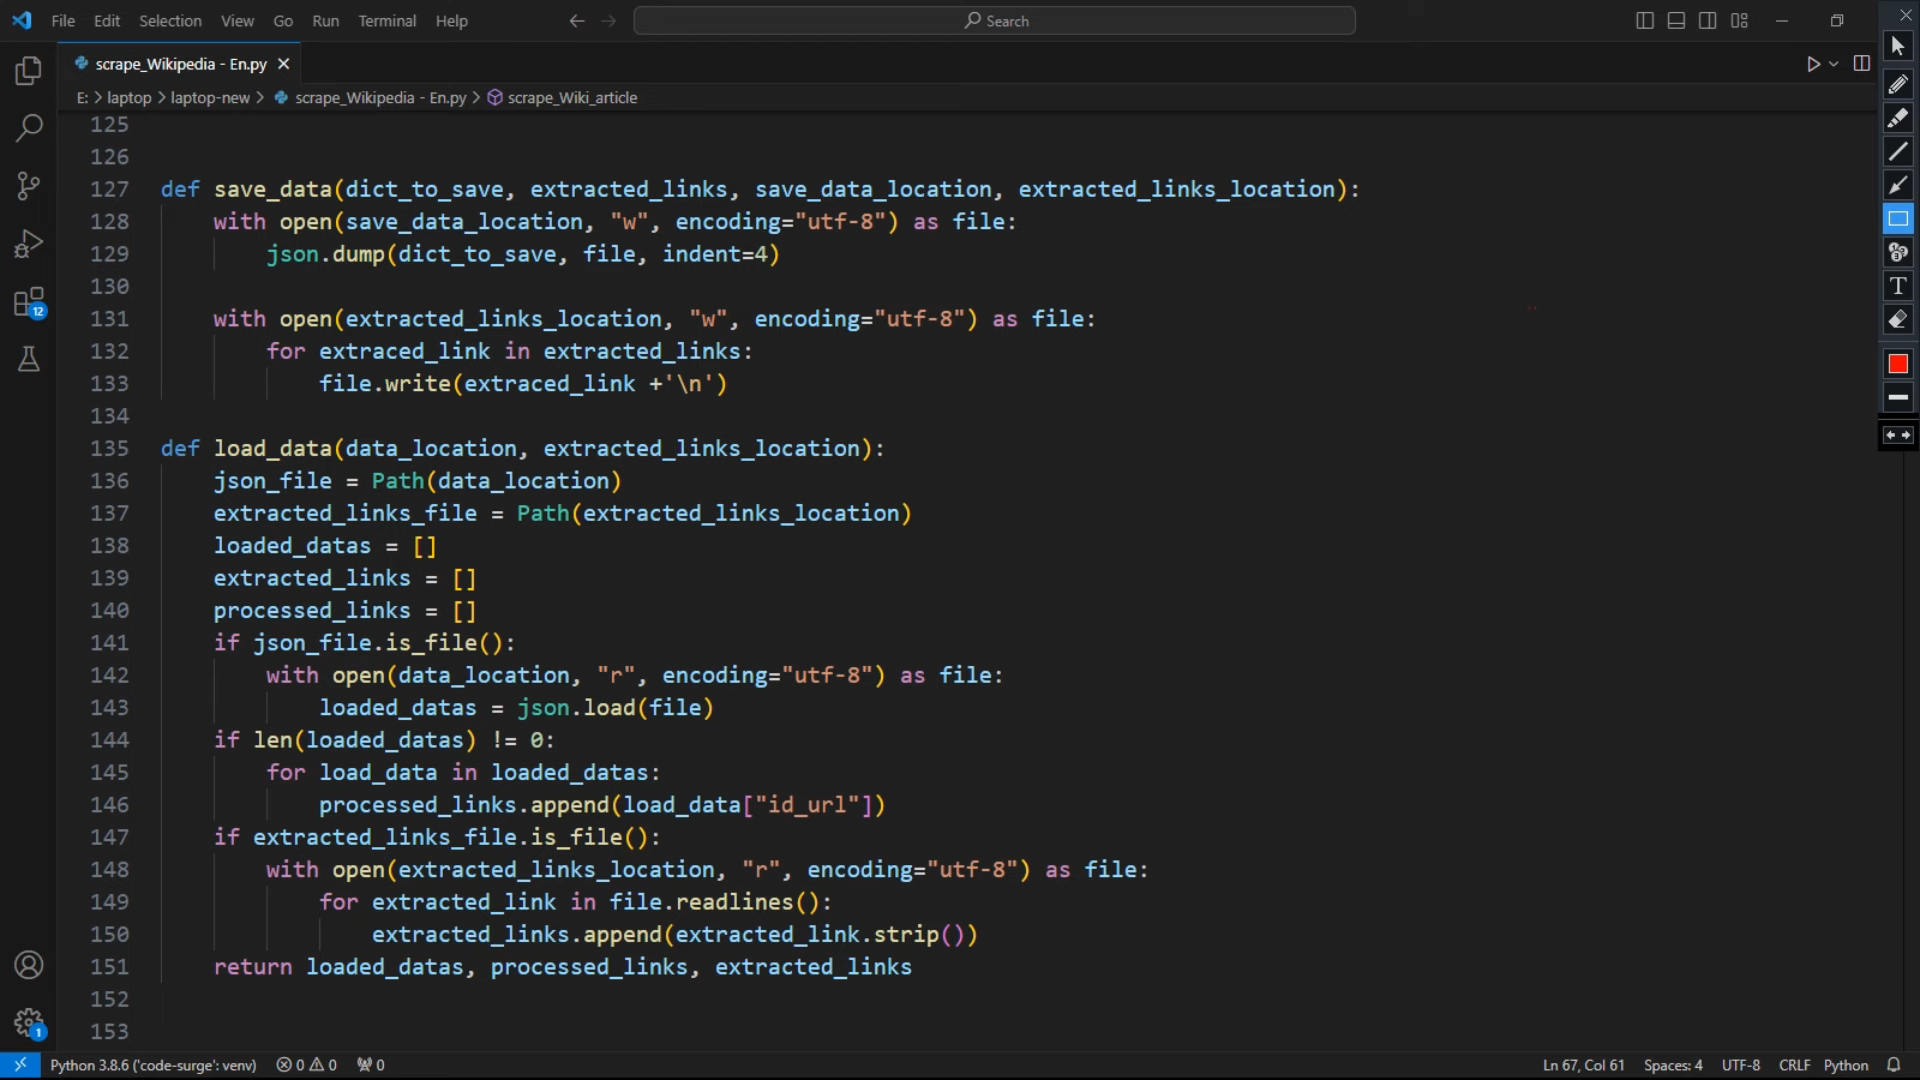 File Edit Selection View Go Run Terminal Help Search
scrape_Wikipedia - En.py
E: > laptop > laptop-new > scrape_Wikipedia - En.py > scrape_Wiki_article
125
126
127 def save_data(dict_to_save, extracted_links, save_data_location, extracted_links_location):
128 with open(save_data_location, "w", encoding="utf-8") as file:
129 json.dump(dict_to_save, file, indent=4)
130
131 with open(extracted_links_location, "w", encoding="utf-8") as file:
132 for extraced_link in extracted_links:
133 file.write(extraced_link +'\n')
134
135 def load_data(data_location, extracted_links_location):
136 json_file = Path(data_location)
137 extracted_links_file = Path(extracted_links_location)
138 loaded_datas = []
139 extracted_links = []
140 processed_links = []
141 if json_file.is_file():
142 with open(data_location, "r", encoding="utf-8") as file:
143 loaded_datas = json.load(file)
144 if len(loaded_datas) != 0:
145 for load_data in loaded_datas:
146 processed_links.append(load_data["id_url"])
147 if extracted_links_file.is_file():
148 with open(extracted_links_location, "r", encoding="utf-8") as file:
149 for extracted_link in file.readlines():
150 extracted_links.append(extracted_link.strip())
151 return loaded_datas, processed_links, extracted_links
152
153
12
1
T
Python 3.8.6 ('code-surge': venv) 0 0 0 Ln 67, Col 61 Spaces: 4 UTF-8 CRLF Python